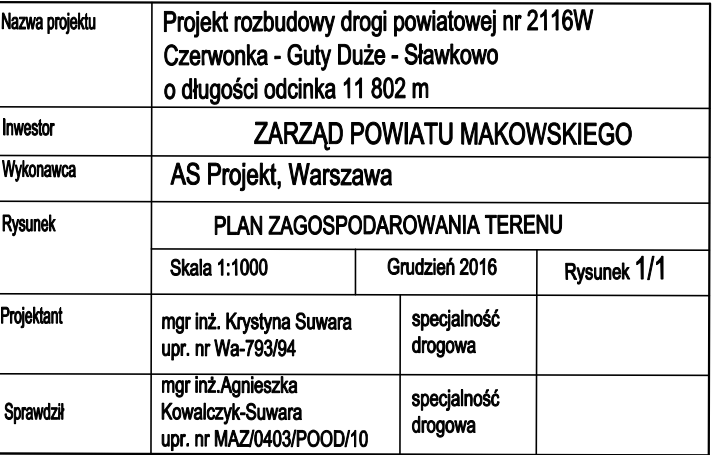 Nazwa projektu
Projekt rozbudowy drogi powiatowej nr 2116W
Czerwonka - Guty Duże - Sławkowo
o długości odcinka 11 802 m
Inwestor
ZARZĄD POWIATU MAKOWSKIEGO
Wykonawca
AS Projekt, Warszawa
Rysunek
PLAN ZAGOSPODAROWANIA TERENU
Skala 1:1000
Grudzień 2016
Rysunek 1/1
Projektant
mgr inż. Krystyna Suwara
upr. nr Wa-793/94
specjalność
drogowa
Sprawdził
mgr inż.Agnieszka
Kowalczyk-Suwara
upr. nr MAZ/0403/POOD/10
specjalność
drogowa